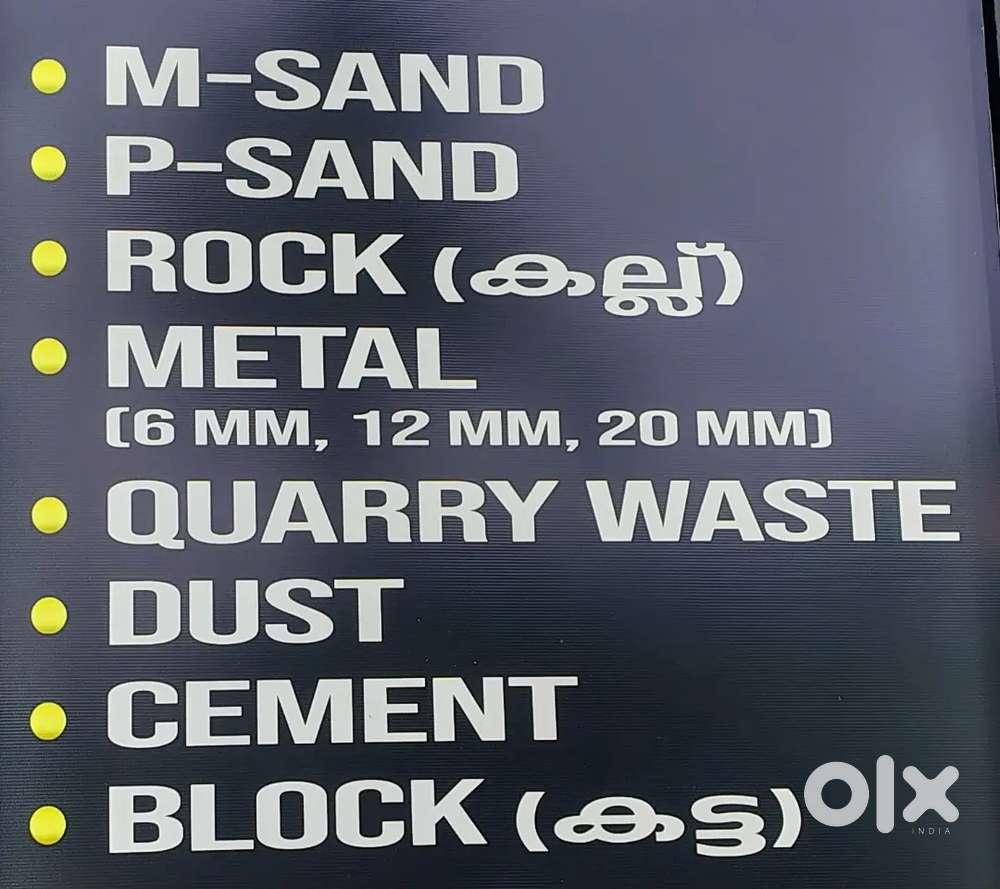 M-SAND
P-SAND
ROCK (കല്ല്)
METAL
(6 MM, 12 MM, 20 MM)
QUARRY WASTE
DUST
CEMENT
BLOCK (കട്ട)
olx
INDIA